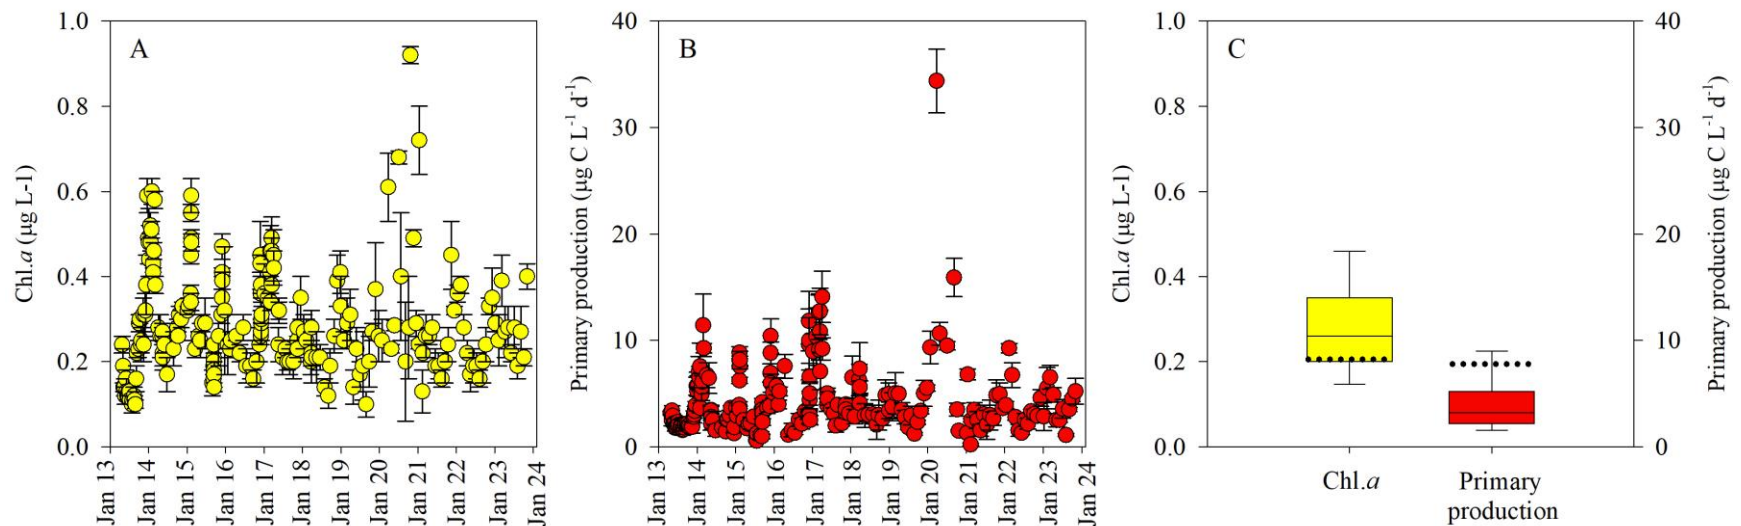 A
Chl.a (µg L-1)
1.0
0.8
0.6
0.4
0.2
0.0
Jan 13
Jan 14
Jan 15
Jan 16
Jan 17
Jan 18
Jan 19
Jan 20
Jan 21
Jan 22
Jan 23
Jan 24
B
Primary production (µg C L⁻¹ d⁻¹)
40
30
20
10
0
Jan 13
Jan 14
Jan 15
Jan 16
Jan 17
Jan 18
Jan 19
Jan 20
Jan 21
Jan 22
Jan 23
Jan 24
C
Chl.a (µg L-1)
1.0
0.8
0.6
0.4
0.2
0.0
Chl.a
Primary
production
40
30
20
10
0
Primary production (µg C L⁻¹ d⁻¹)